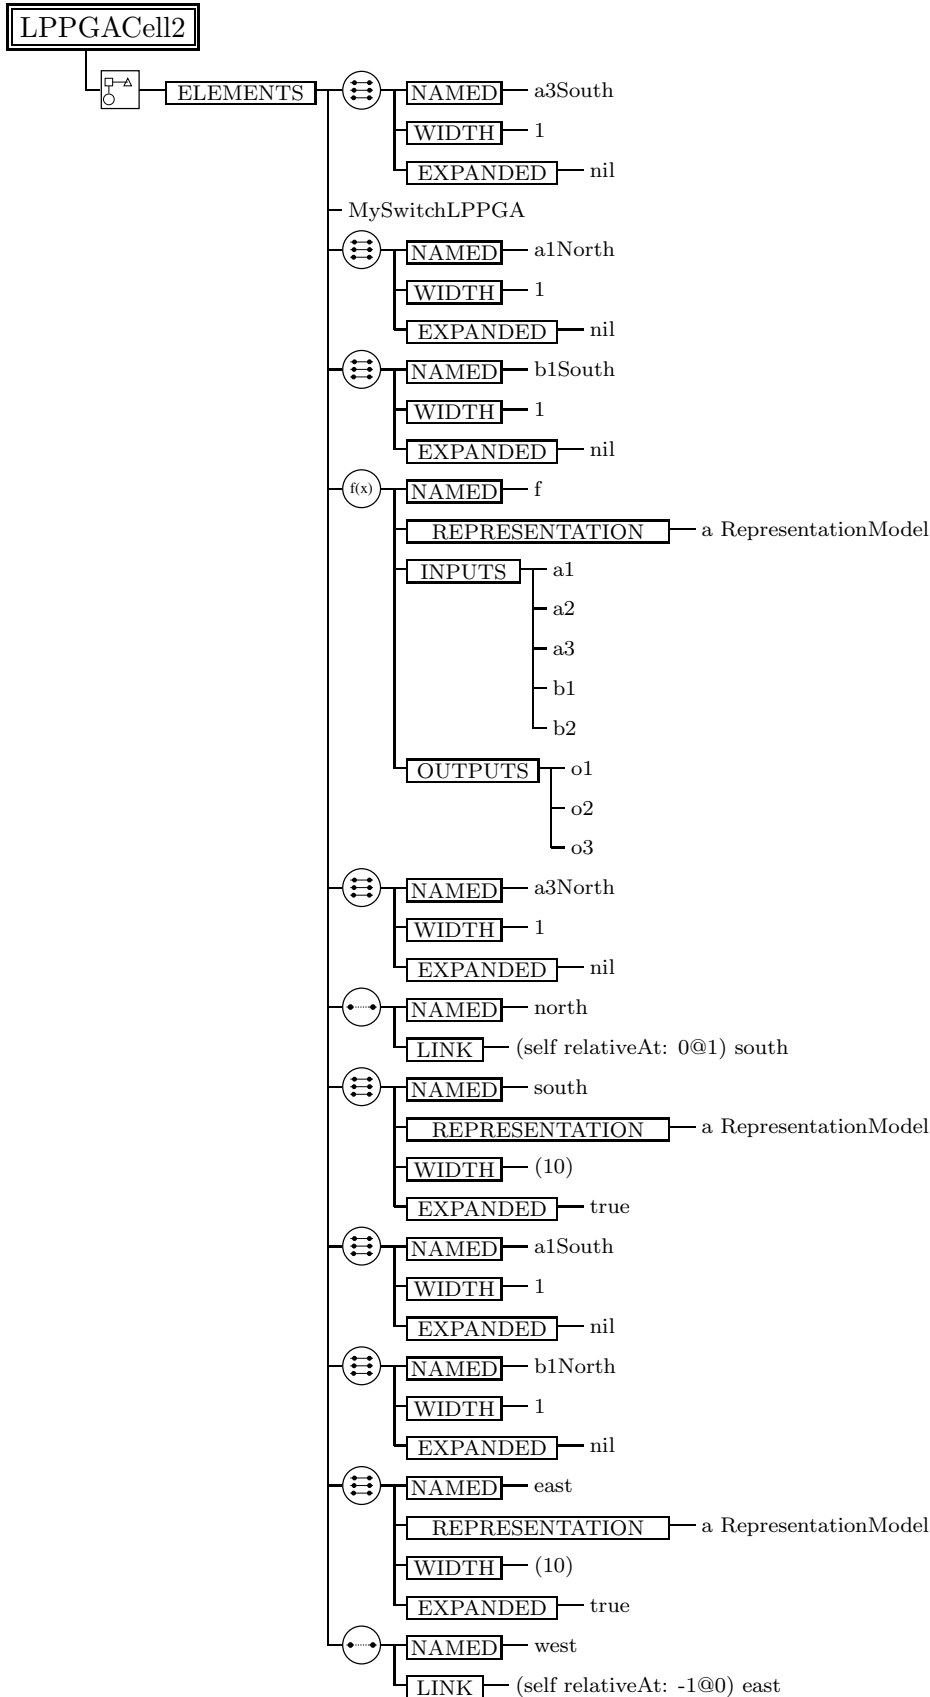 LPPGACell2
ELEMENTS NAMED a3South
WIDTH 1
EXPANDED nil
MySwitchLPPGA
NAMED a1North
WIDTH 1
EXPANDED nil
NAMED b1South
WIDTH 1
EXPANDED nil
f(x) NAMED f
REPRESENTATION a RepresentationModel
INPUTS a1
a2
a3
b1
b2
OUTPUTS o1
o2
o3
NAMED a3North
WIDTH 1
EXPANDED nil
NAMED north
LINK (self relativeAt: 0@1) south
NAMED south
REPRESENTATION a RepresentationModel
WIDTH (10)
EXPANDED true
NAMED a1South
WIDTH 1
EXPANDED nil
NAMED b1North
WIDTH 1
EXPANDED nil
NAMED east
REPRESENTATION a RepresentationModel
WIDTH (10)
EXPANDED true
NAMED west
LINK (self relativeAt: -1@0) east